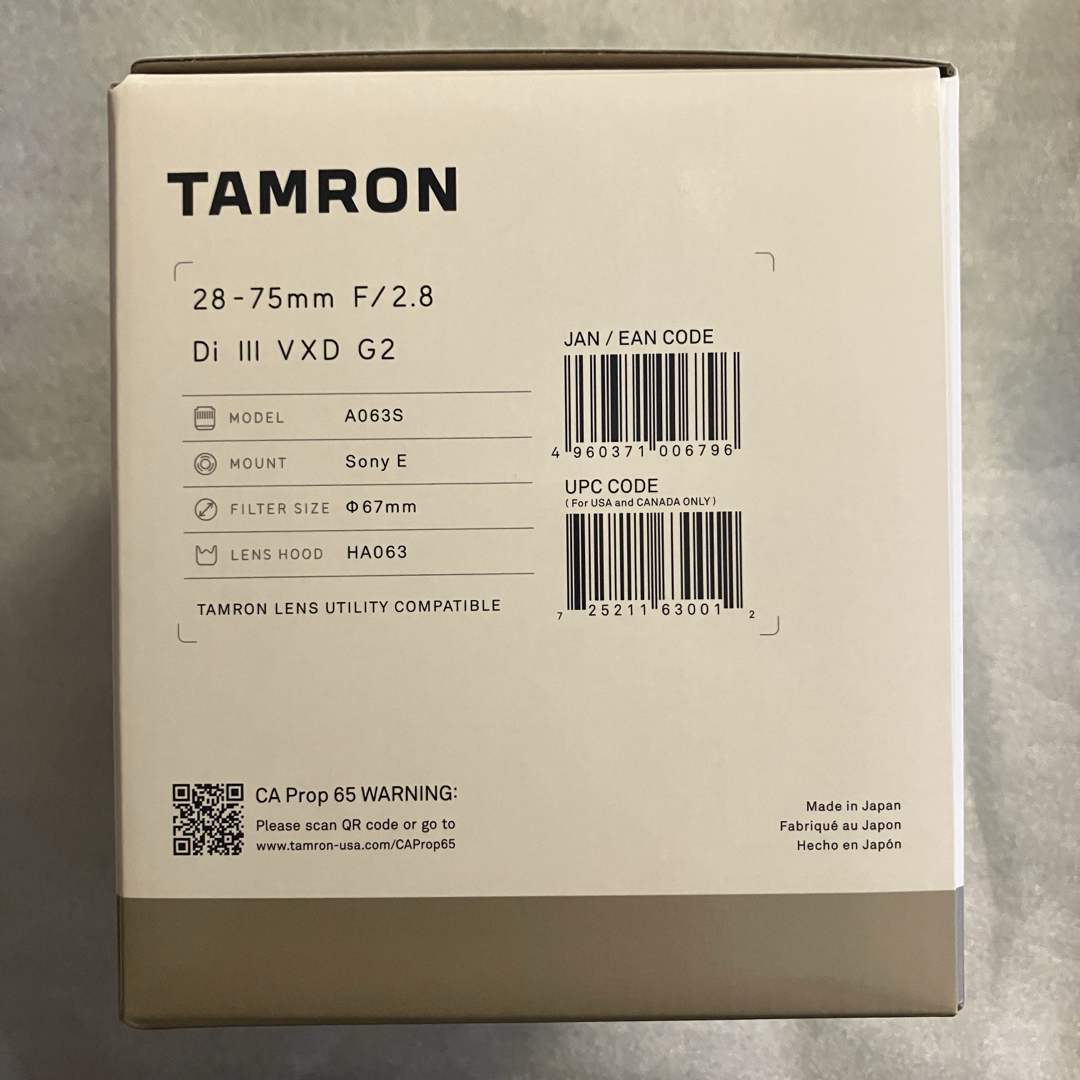 TAMRON
28-75mm F/2.8
Di III VXD G2
MODEL A063S
MOUNT Sony E
FILTER SIZE Φ67mm
LENS HOOD HA063
TAMRON LENS UTILITY COMPATIBLE
JAN / EAN CODE
4 960371 006796
UPC CODE
( For USA and CANADA ONLY )
7 25211 63001 2
CA Prop 65 WARNING:
Please scan QR code or go to
www.tamron-usa.com/CAProp65
Made in Japan
Fabriqué au Japon
Hecho en Japón